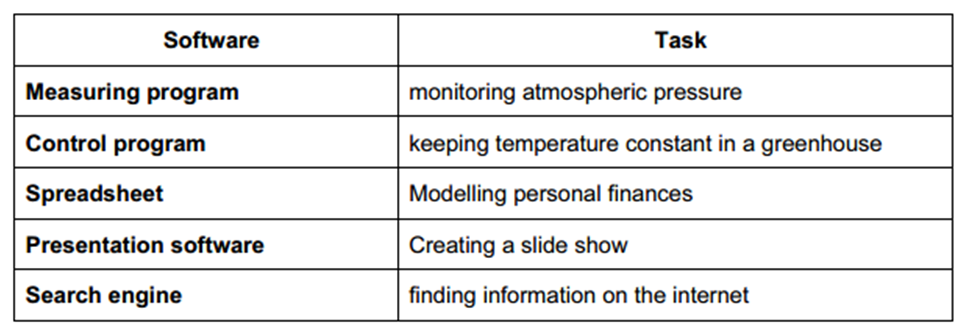 Software Task
Measuring program monitoring atmospheric pressure
Control program keeping temperature constant in a greenhouse
Spreadsheet Modelling personal finances
Presentation software Creating a slide show
Search engine finding information on the internet